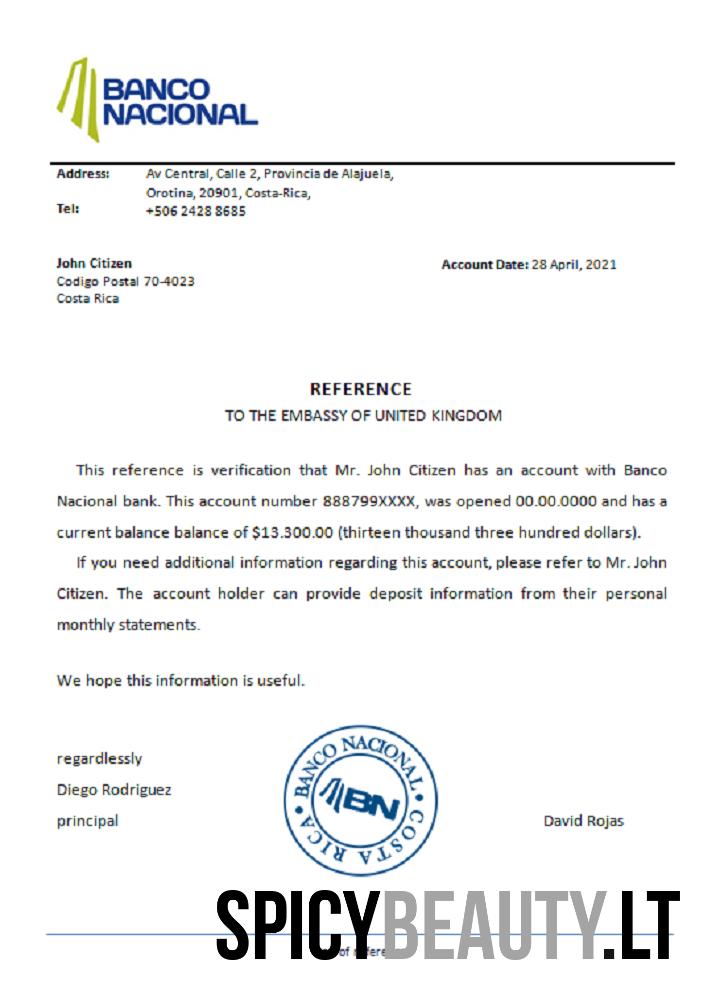 BANCO
NACIONAL
Address: Av Central, Calle 2, Provincia de Alajuela,
Orotina, 20901, Costa-Rica,
Tel: +506 2428 8685
John Citizen Account Date: 28 April, 2021
Codigo Postal 70-4023
Costa Rica
REFERENCE
TO THE EMBASSY OF UNITED KINGDOM
This reference is verification that Mr. John Citizen has an account with Banco
Nacional bank. This account number 888799XXXX, was opened 00.00.0000 and has a
current balance balance of $13.300.00 (thirteen thousand three hundred dollars).
If you need additional information regarding this account, please refer to Mr. John
Citizen. The account holder can provide deposit information from their personal
monthly statements.
We hope this information is useful.
regardlessly
Diego Rodriguez
principal David Rojas
BANCO NACIONAL
BN
COSTA RICA
SPICYBEAUTY.LT
of